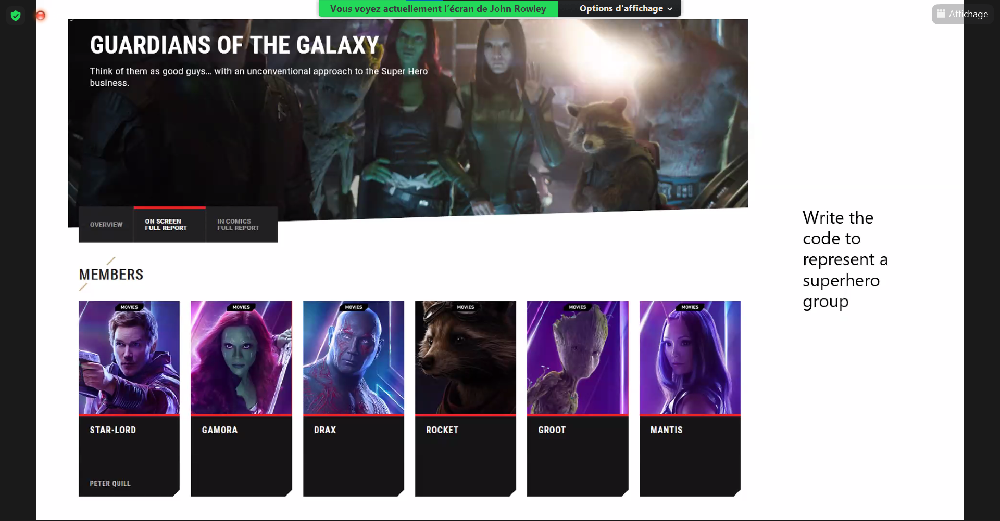 Vous voyez actuellement l'écran de John Rowley
Options d'affichage
Affichage
GUARDIANS OF THE GALAXY
Think of them as good guys... with an unconventional approach to the Super Hero
business.
OVERVIEW
ON SCREEN
FULL REPORT
IN COMICS
FULL REPORT
MEMBERS
MOVIES
MOVIES
MOVIES
MOVIES
MOVIES
MOVIES
STAR-LORD
GAMORA
DRAX
ROCKET
GROOT
MANTIS
PETER QUILL
Write the
code to
represent a
superhero
group